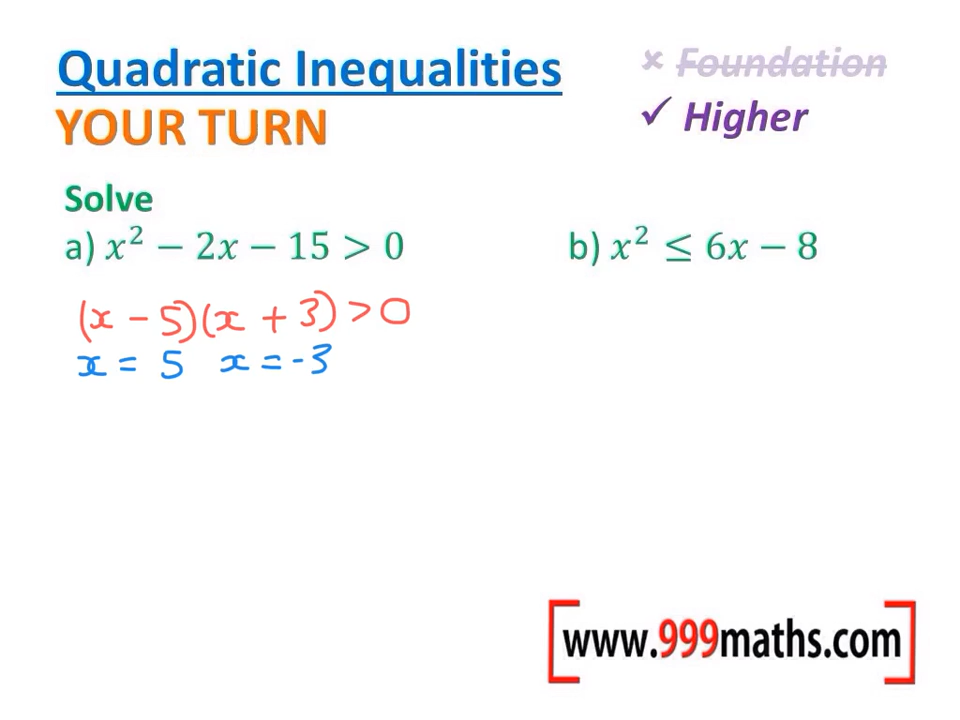 Quadratic Inequalities
× Foundation
YOUR TURN
✓ Higher
Solve
a) x² − 2x − 15 > 0
b) x² ≤ 6x − 8
(x − 5)(x + 3) > 0
x = 5 x = -3
[www.999maths.com]